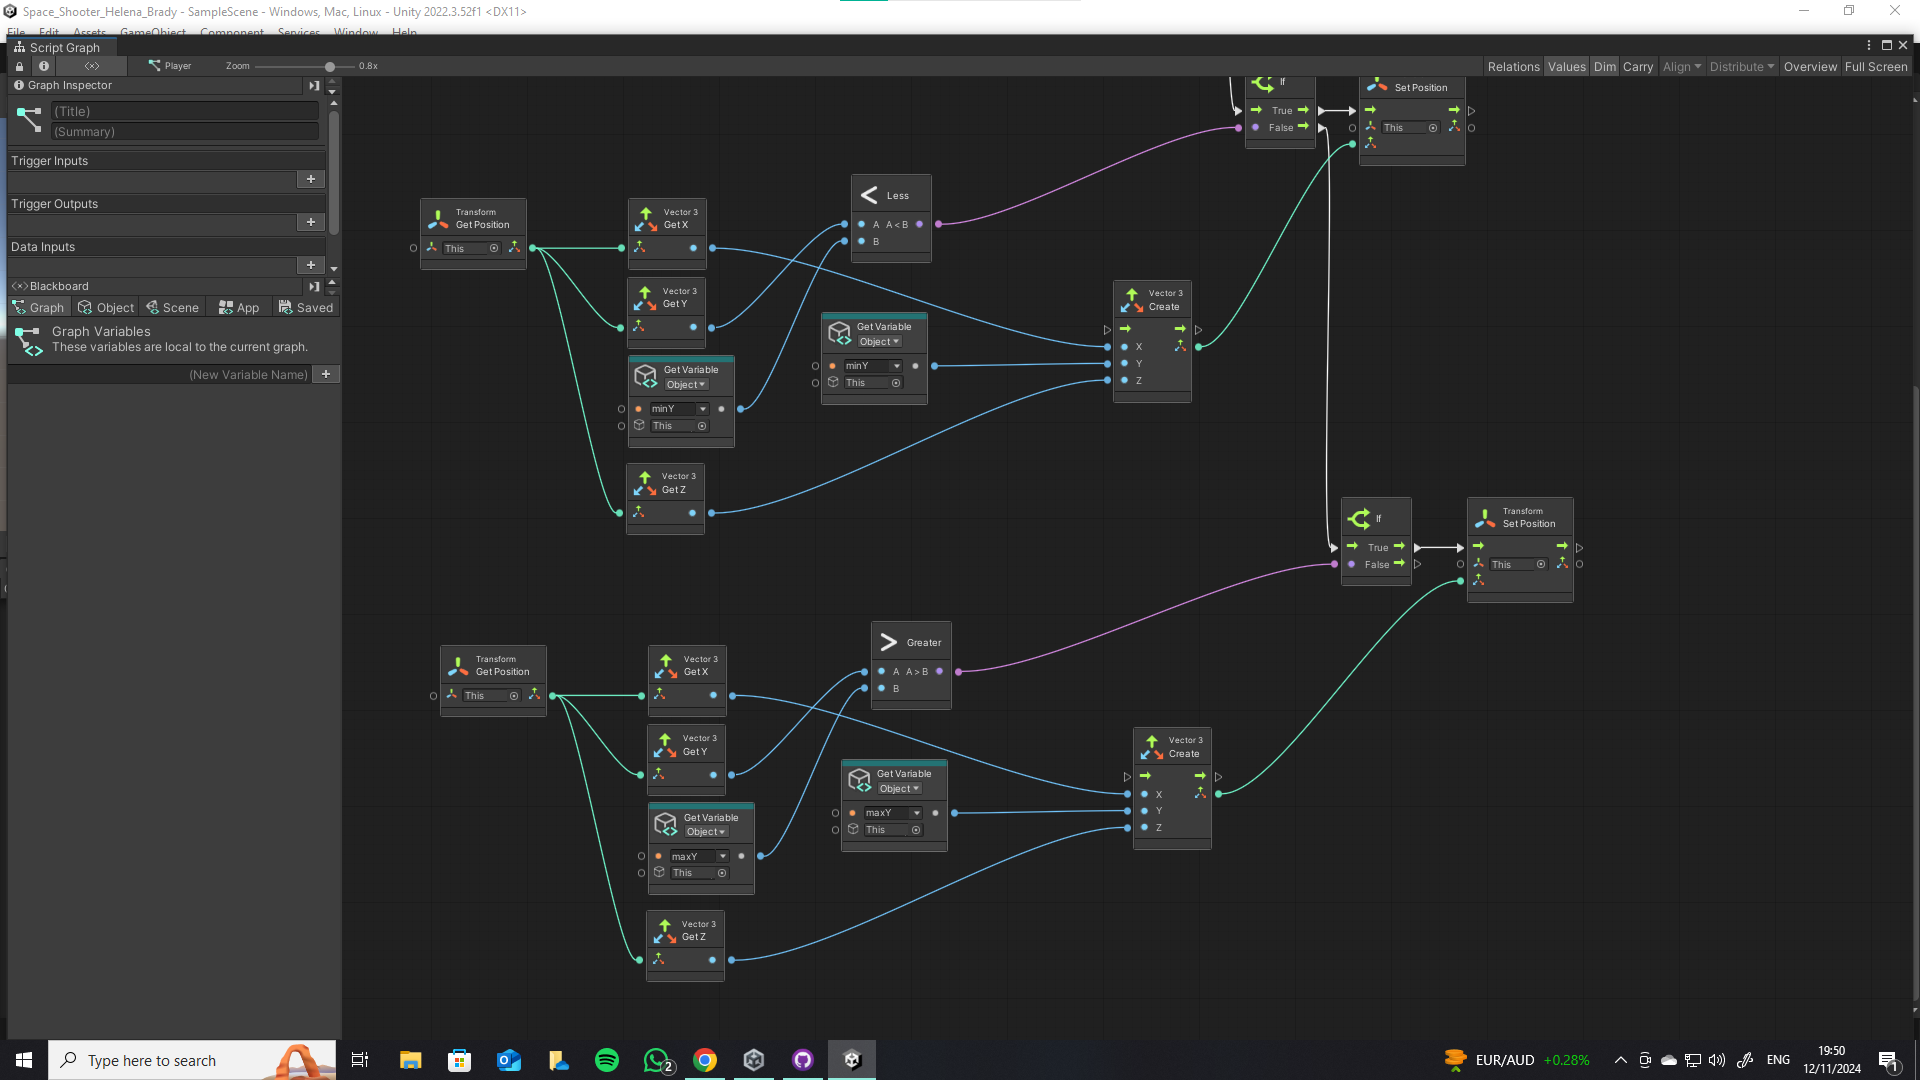 Space_Shooter_Helena_Brady - SampleScene - Windows, Mac, Linux - Unity 2022.3.52f1 <DX11>
File Edit Assets GameObject Component Services Window Help
Script Graph
Player Zoom 0.8x Relations Values Dim Carry Align Distribute Overview Full Screen
Graph Inspector
(Title)
(Summary)
Trigger Inputs
Trigger Outputs
Data Inputs
Blackboard
Graph Object Scene App Saved
Graph Variables
These variables are local to the current graph.
(New Variable Name)
If
True
False
Set Position
This
Transform
Get Position
This
Vector 3
Get X
Vector 3
Get Y
Get Variable
Object
minY
This
Vector 3
Get Z
Less
A A < B
B
Get Variable
Object
minY
This
Vector 3
Create
X
Y
Z
If
True
False
Transform
Set Position
This
Transform
Get Position
This
Vector 3
Get X
Vector 3
Get Y
Get Variable
Object
maxY
This
Vector 3
Get Z
Greater
A A > B
B
Get Variable
Object
maxY
This
Vector 3
Create
X
Y
Z
Type here to search
2
EUR/AUD +0.28%
ENG
19:50
12/11/2024
1